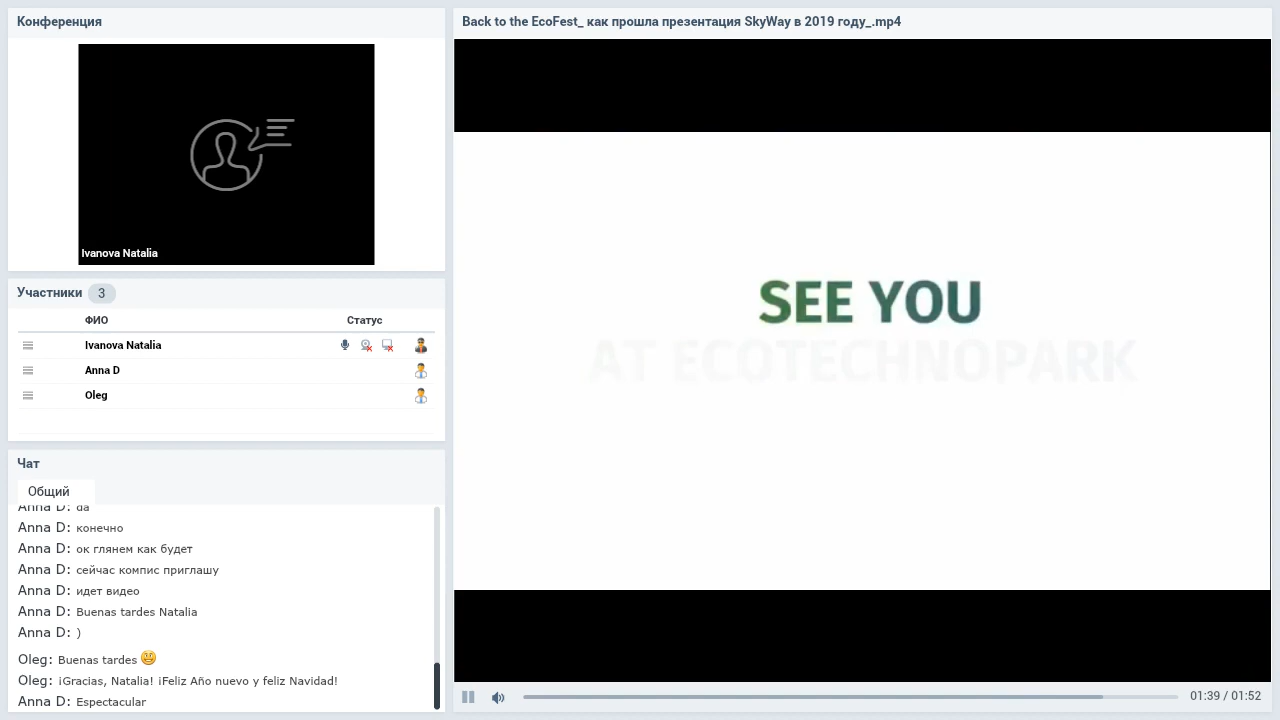 Конференция
Ivanova Natalia
Участники 3
ФИО Статус
Ivanova Natalia
Anna D
Oleg
Чат
Общий
Anna D: da
Anna D: конечно
Anna D: ок глянем как будет
Anna D: сейчас компис приглашу
Anna D: идет видео
Anna D: Buenas tardes Natalia
Anna D: )
Oleg: Buenas tardes
Oleg: ¡Gracias, Natalia! ¡Feliz Año nuevo y feliz Navidad!
Anna D: Espectacular
Back to the EcoFest_ как прошла презентация SkyWay в 2019 году_.mp4
SEE YOU
AT ECOTECHNOPARK
01:39 / 01:52